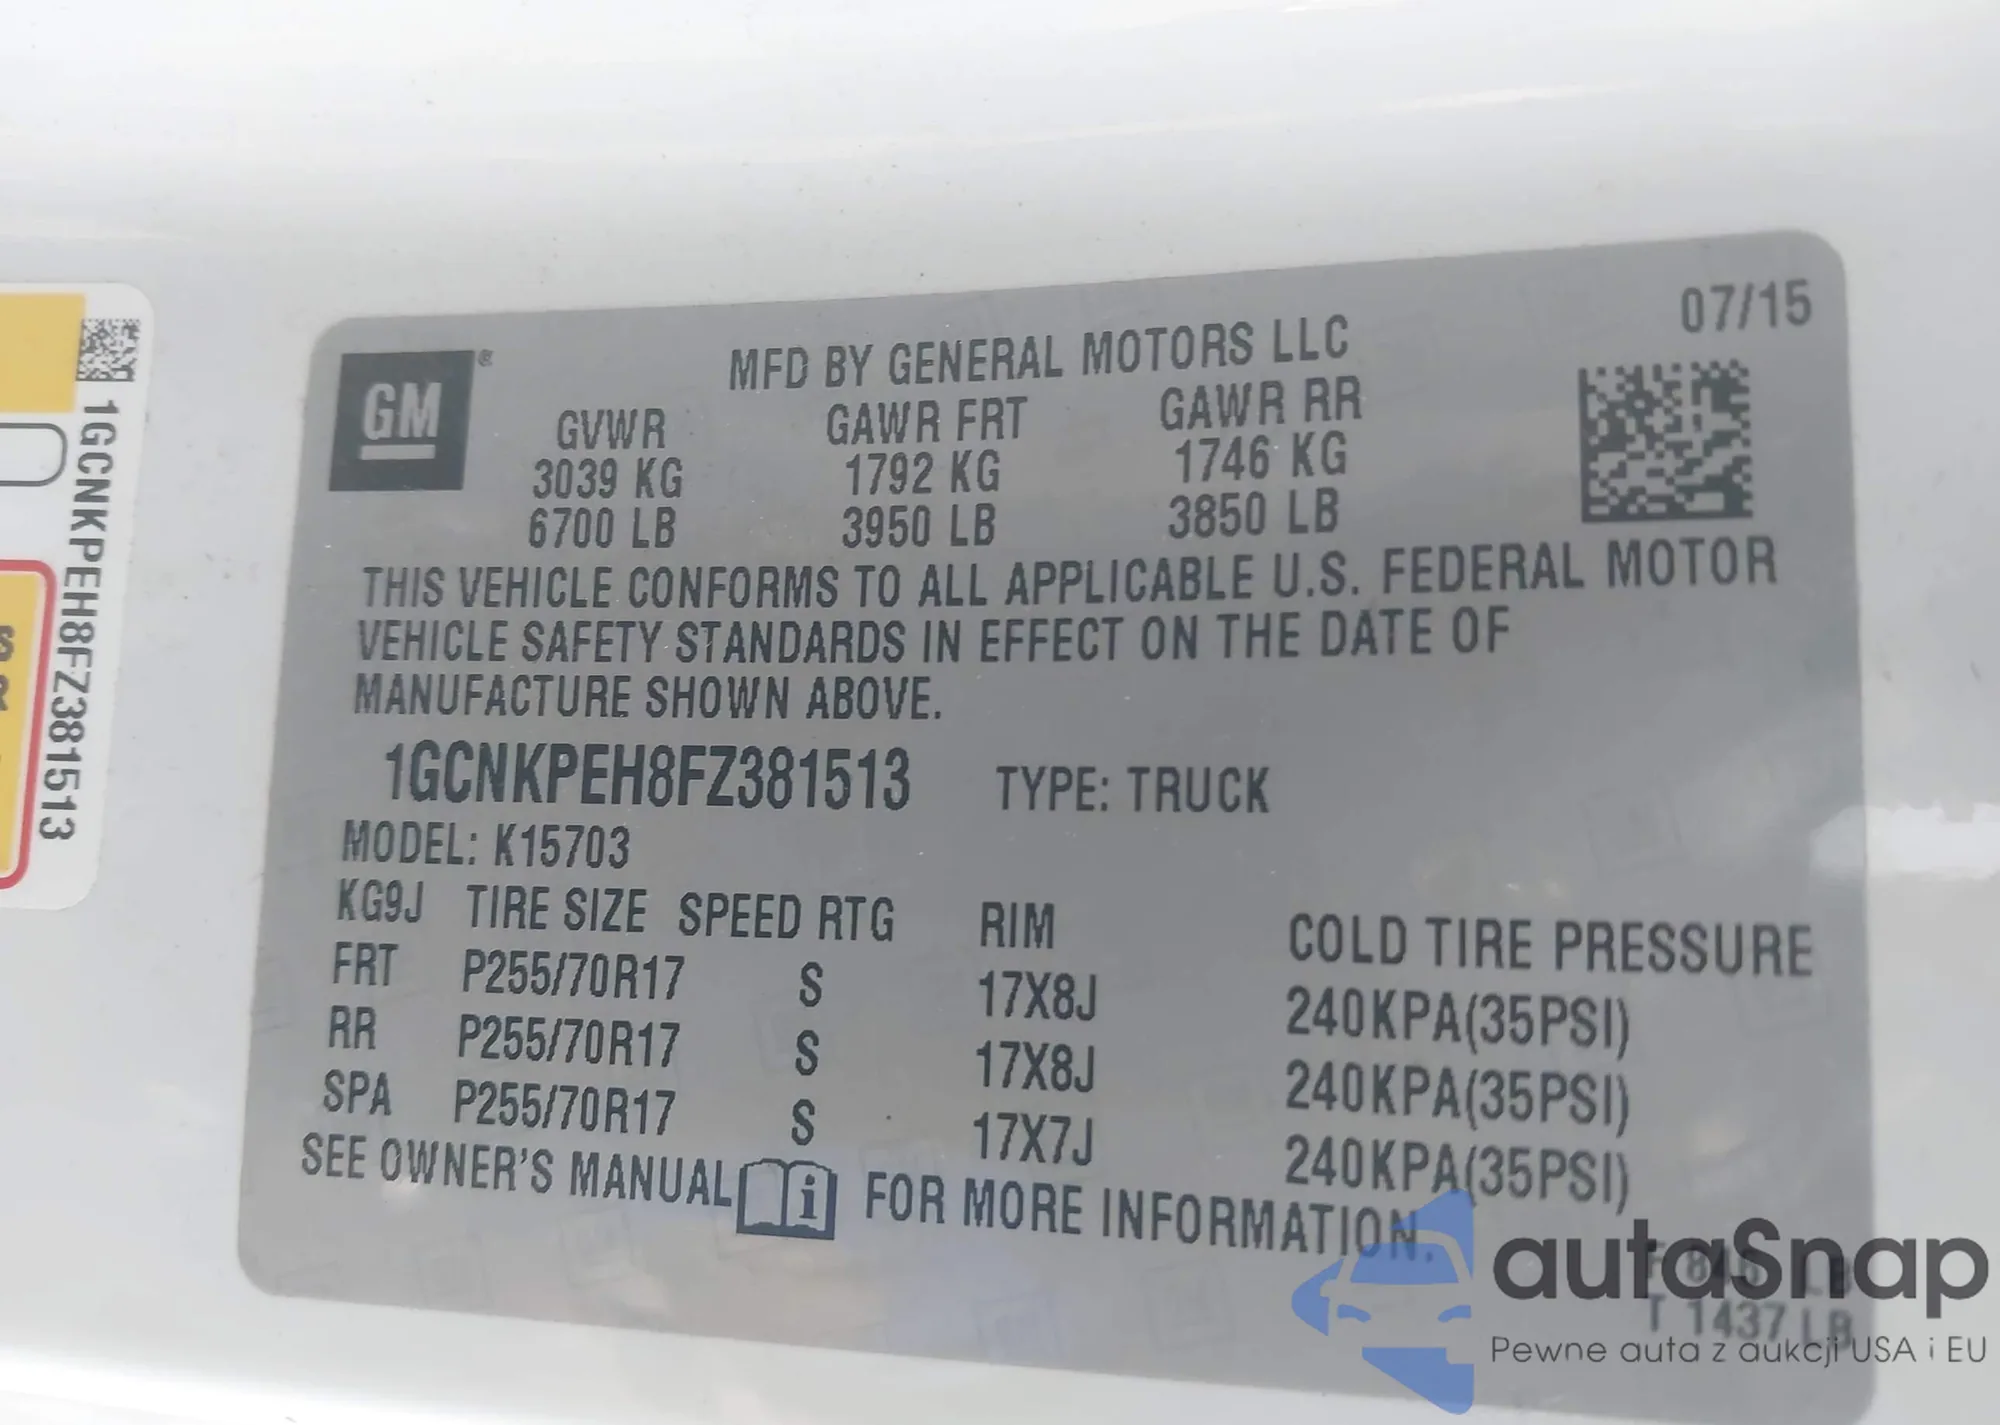 07/15
GM ®
MFD BY GENERAL MOTORS LLC
GVWR GAWR FRT GAWR RR
3039 KG 1792 KG 1746 KG
6700 LB 3950 LB 3850 LB
THIS VEHICLE CONFORMS TO ALL APPLICABLE U.S. FEDERAL MOTOR
VEHICLE SAFETY STANDARDS IN EFFECT ON THE DATE OF
MANUFACTURE SHOWN ABOVE.
1GCNKPEH8FZ381513 TYPE: TRUCK
MODEL: K15703
KG9J TIRE SIZE SPEED RTG RIM COLD TIRE PRESSURE
FRT P255/70R17 S 17X8J 240KPA(35PSI)
RR P255/70R17 S 17X8J 240KPA(35PSI)
SPA P255/70R17 S 17X7J 240KPA(35PSI)
SEE OWNER'S MANUAL i FOR MORE INFORMATION.
T 1437 LB
1GCNKPEH8FZ381513
autaSnap
Pewne auta z aukcji USA i EU